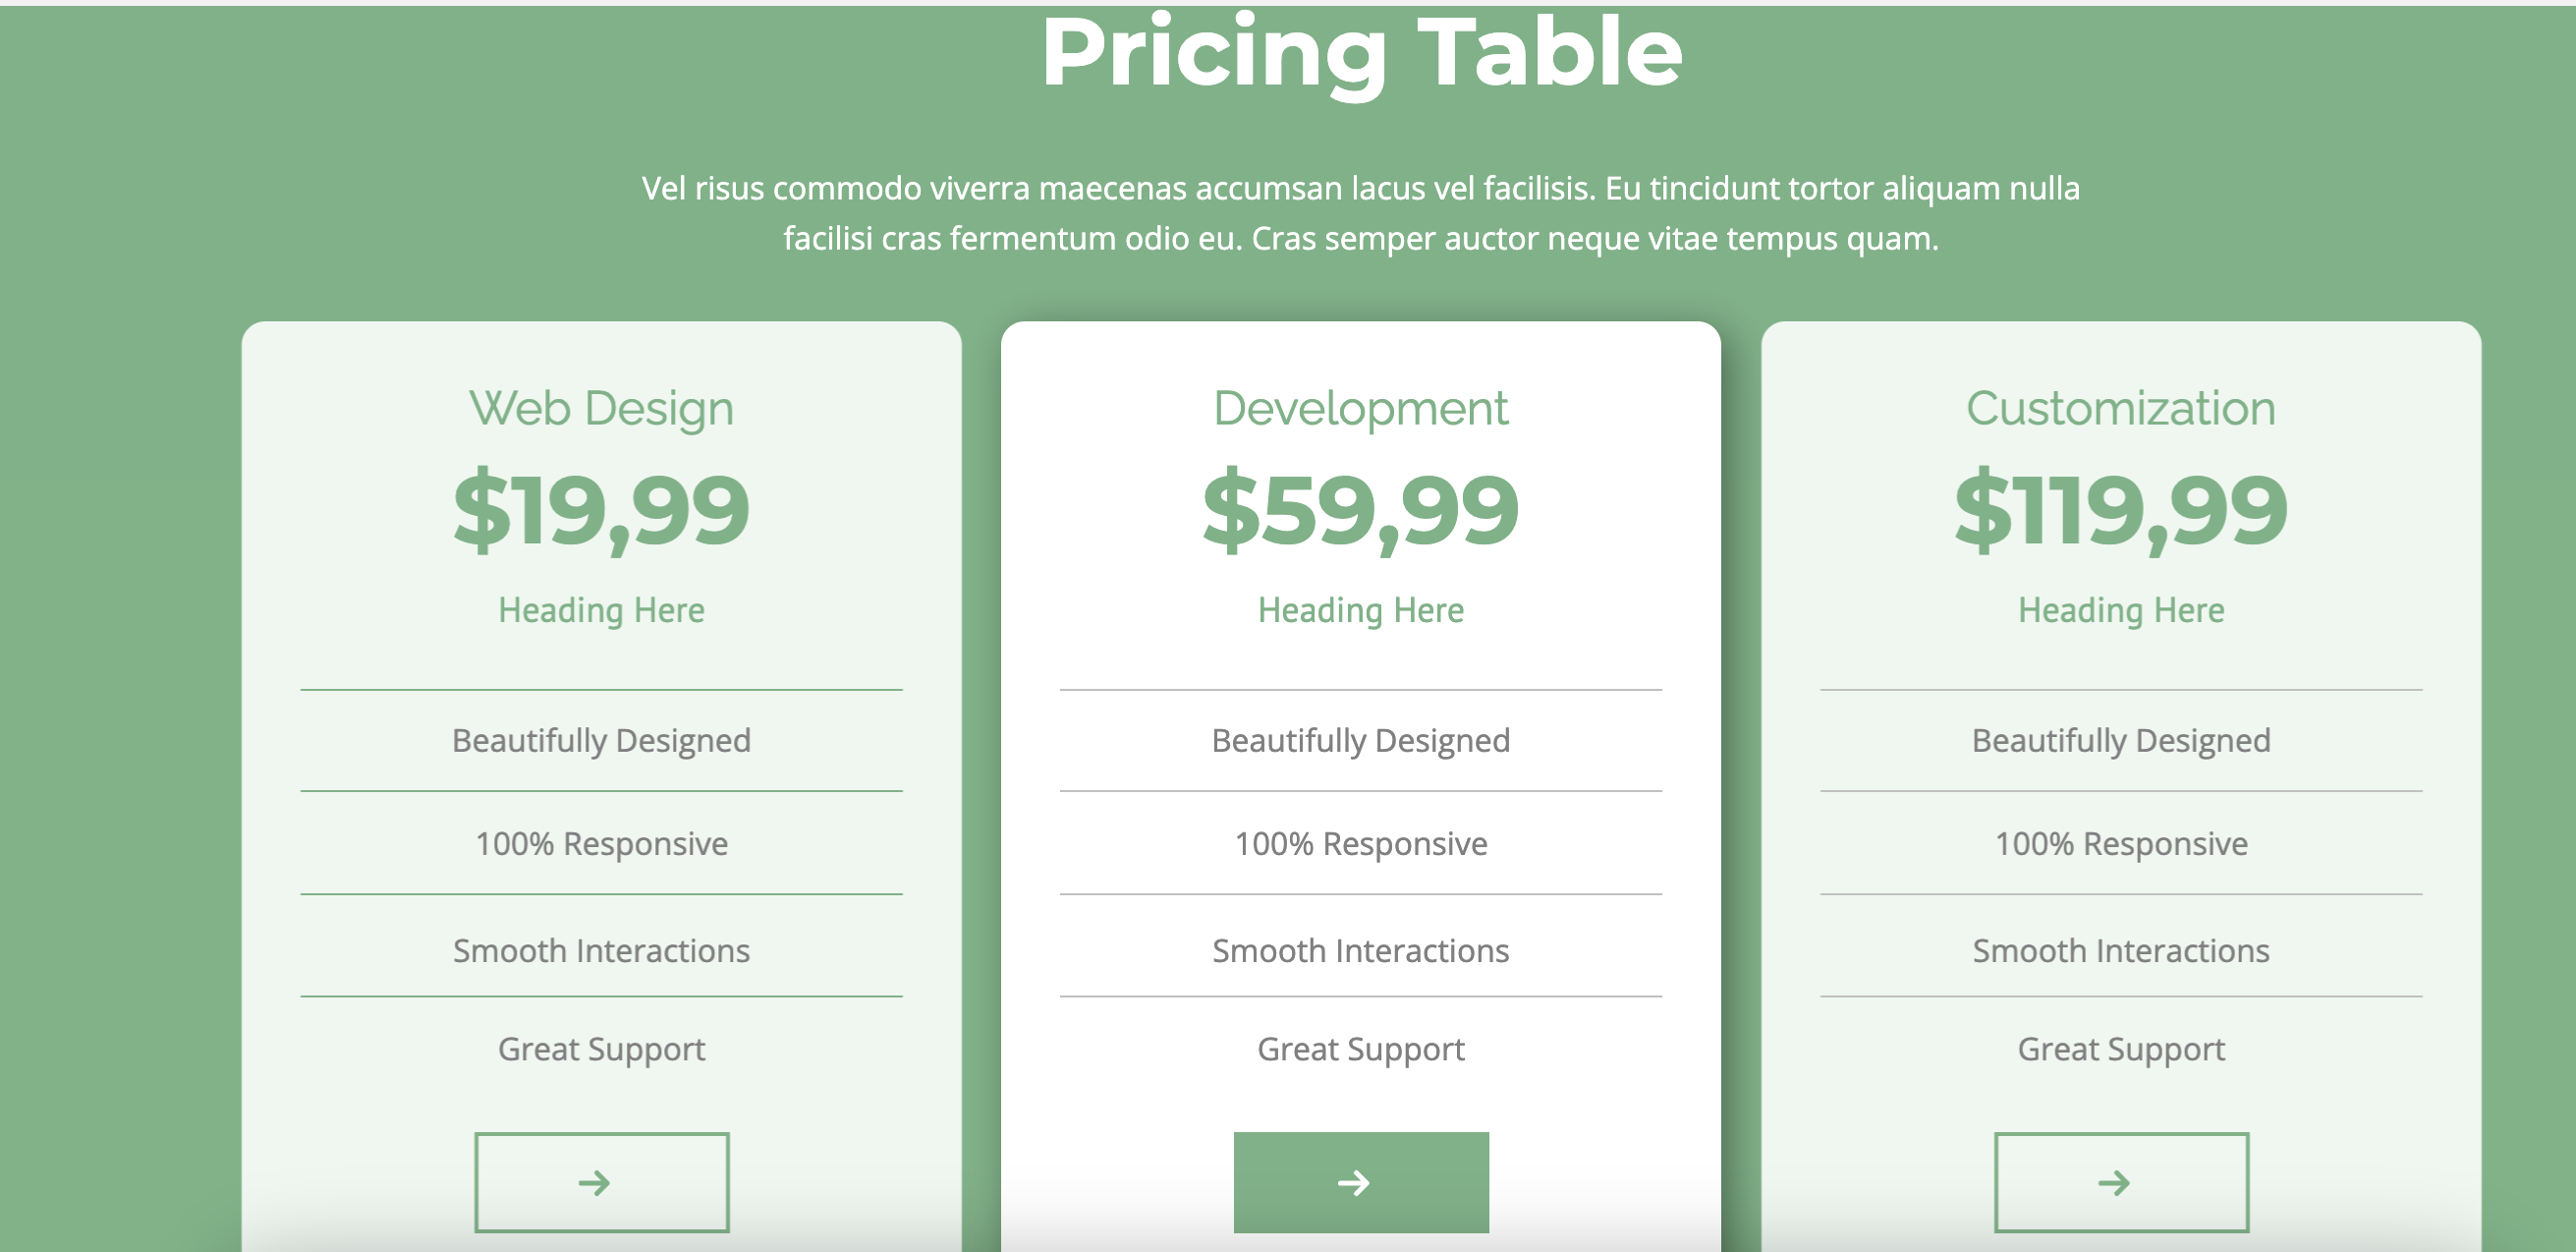 Pricing Table
Vel risus commodo viverra maecenas accumsan lacus vel facilisis. Eu tincidunt tortor aliquam nulla
facilisi cras fermentum odio eu. Cras semper auctor neque vitae tempus quam.
Web Design
$19,99
Heading Here
Beautifully Designed
100% Responsive
Smooth Interactions
Great Support
Development
$59,99
Heading Here
Beautifully Designed
100% Responsive
Smooth Interactions
Great Support
Customization
$119,99
Heading Here
Beautifully Designed
100% Responsive
Smooth Interactions
Great Support